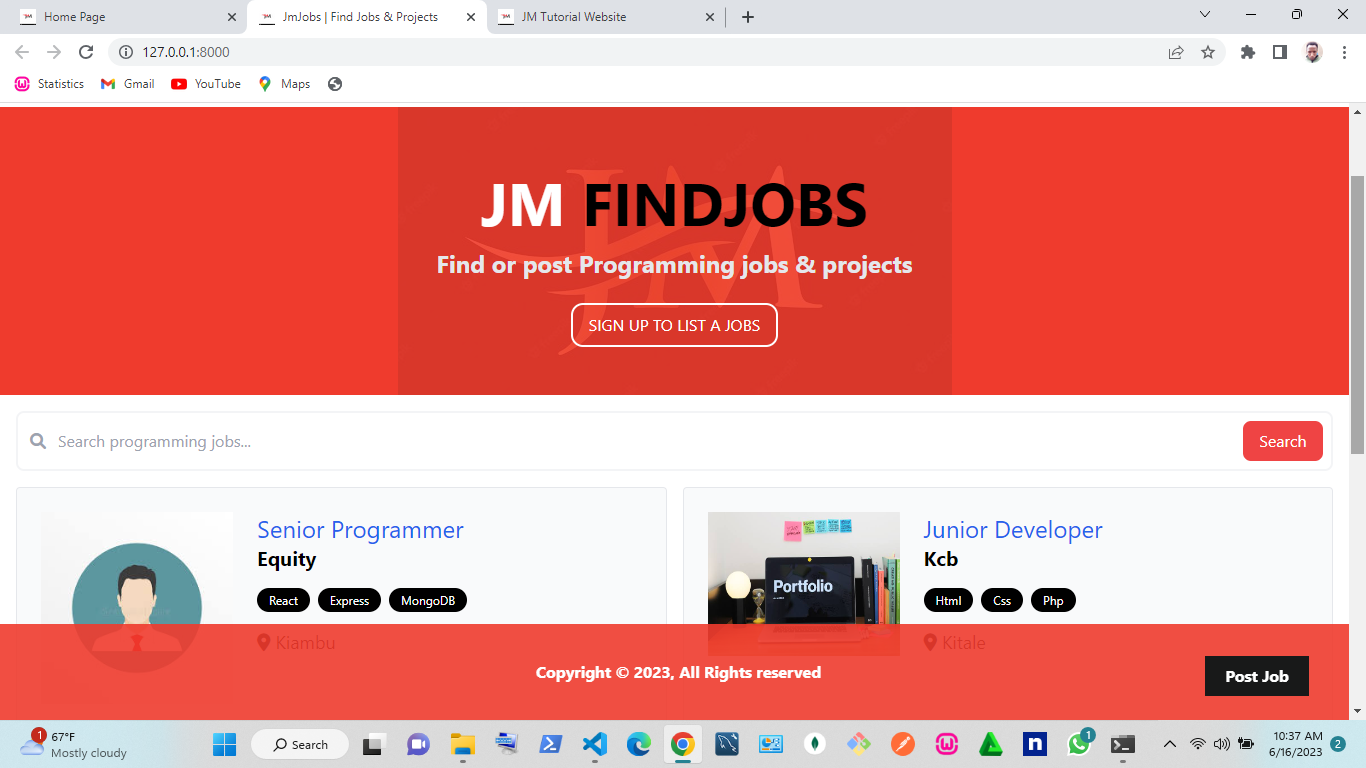 Home Page
JmJobs | Find Jobs & Projects
JM Tutorial Website
127.0.0.1:8000
Statistics
Gmail
YouTube
Maps
JM FINDJOBS
Find or post Programming jobs & projects
SIGN UP TO LIST A JOBS
Search programming jobs...
Search
Senior Programmer
Equity
React Express MongoDB
Kiambu
Portfolio
Junior Developer
Kcb
Html Css Php
Kitale
Copyright © 2023, All Rights reserved
Post Job
1
67°F
Mostly cloudy
Search
1
10:37 AM
6/16/2023
2